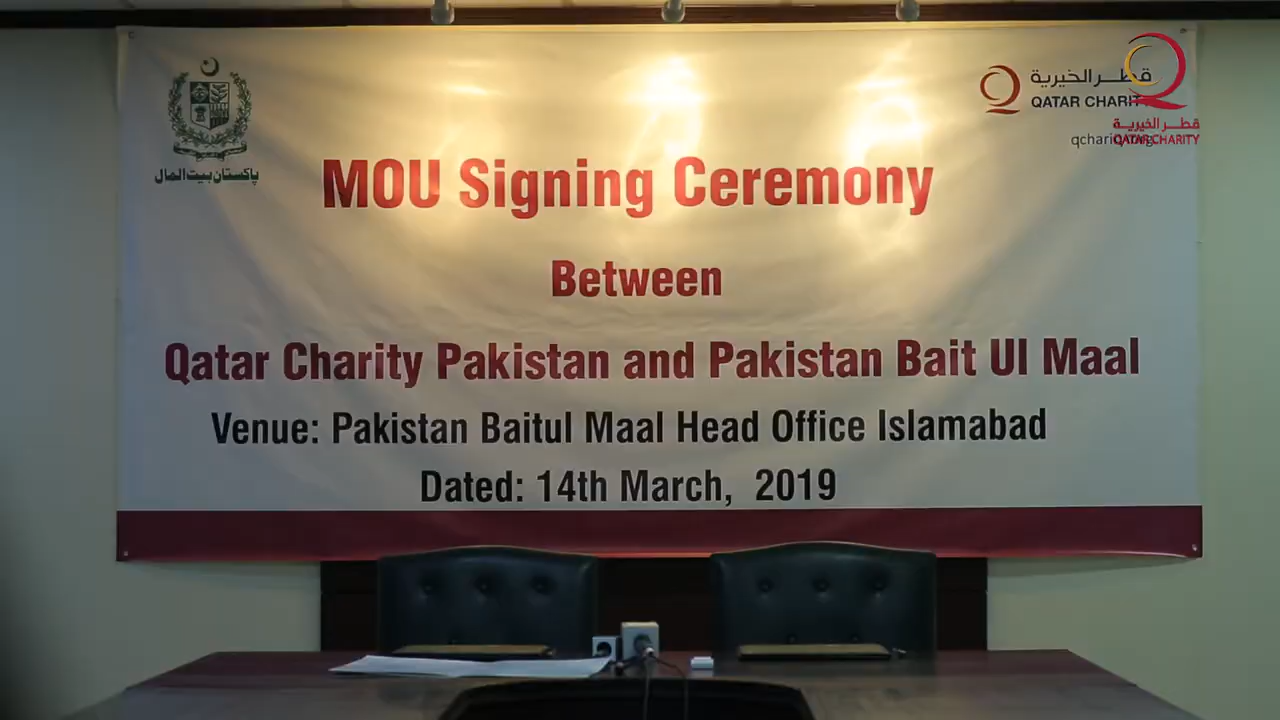 پاکستان بیت المال
قطر الخيرية
QATAR CHARITY
قطر الخيرية
QATAR CHARITY
MOU Signing Ceremony
Between
Qatar Charity Pakistan and Pakistan Bait Ul Maal
Venue: Pakistan Baitul Maal Head Office Islamabad
Dated: 14th March, 2019